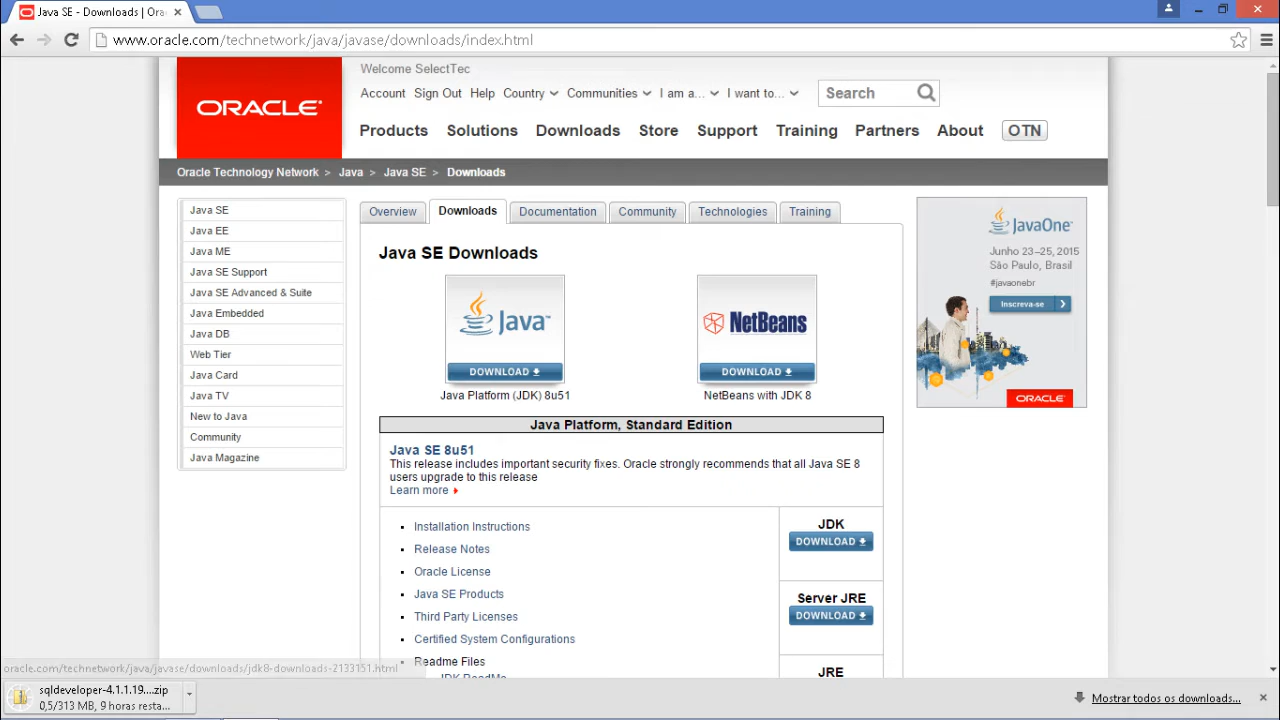 Java SE - Downloads | Ora
www.oracle.com/technetwork/java/javase/downloads/index.html
ORACLE
Welcome SelectTec
Account Sign Out Help Country Communities I am a... I want to... Search
Products Solutions Downloads Store Support Training Partners About OTN
Oracle Technology Network > Java > Java SE > Downloads
Java SE
Java EE
Java ME
Java SE Support
Java SE Advanced & Suite
Java Embedded
Java DB
Web Tier
Java Card
Java TV
New to Java
Community
Java Magazine
Overview Downloads Documentation Community Technologies Training
Java SE Downloads
Java™
DOWNLOAD
Java Platform (JDK) 8u51
NetBeans
DOWNLOAD
NetBeans with JDK 8
Java Platform, Standard Edition
Java SE 8u51
This release includes important security fixes. Oracle strongly recommends that all Java SE 8
users upgrade to this release
Learn more
Installation Instructions
Release Notes
Oracle License
Java SE Products
Third Party Licenses
Certified System Configurations
Readme Files
JDK ReadMe
JDK
DOWNLOAD
Server JRE
DOWNLOAD
JRE
JavaOne™
Junho 23–25, 2015
São Paulo, Brasil
#javaonebr
Inscreva-se
ORACLE
oracle.com/technetwork/java/javase/downloads/jdk8-downloads-2133151.html
sqldeveloper-4.1.1.19....zip
0,5/313 MB, 9 horas resta...
Mostrar todos os downloads...